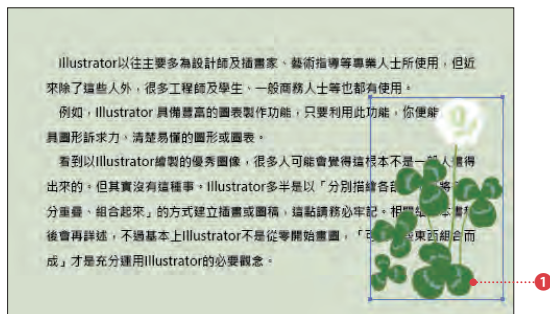 Illustrator以往主要多為設計師及插畫家、藝術指導等專業人士所使用，但近
來除了這些人外，很多工程師及學生、一般商務人士等也都有使用。
例如，Illustrator 具備豐富的圖表製作功能，只要利用此功能，你便能
具圖形訴求力、清楚易懂的圖形或圖表。
看到以Illustrator繪製的優秀圖像，很多人可能會覺得這根本不是一般人畫得
出來的。但其實沒有這種事。Illustrator多半是以「分別描繪各部
分重疊、組合起來」的方式建立插畫或圖稿，這點請務必牢記。相關
後會再詳述，不過基本上Illustrator不是從零開始畫圖，「東西組合而
成」才是充分運用Illustrator的必要觀念。
1